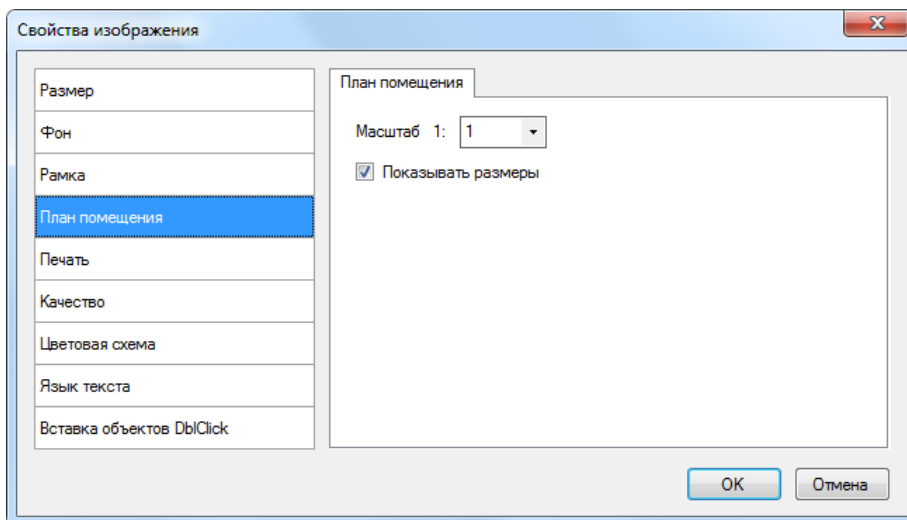 Свойства изображения
Размер
Фон
Рамка
План помещения
Печать
Качество
Цветовая схема
Язык текста
Вставка объектов DblClick
План помещения
Масштаб 1: 1
Показывать размеры
OK
Отмена